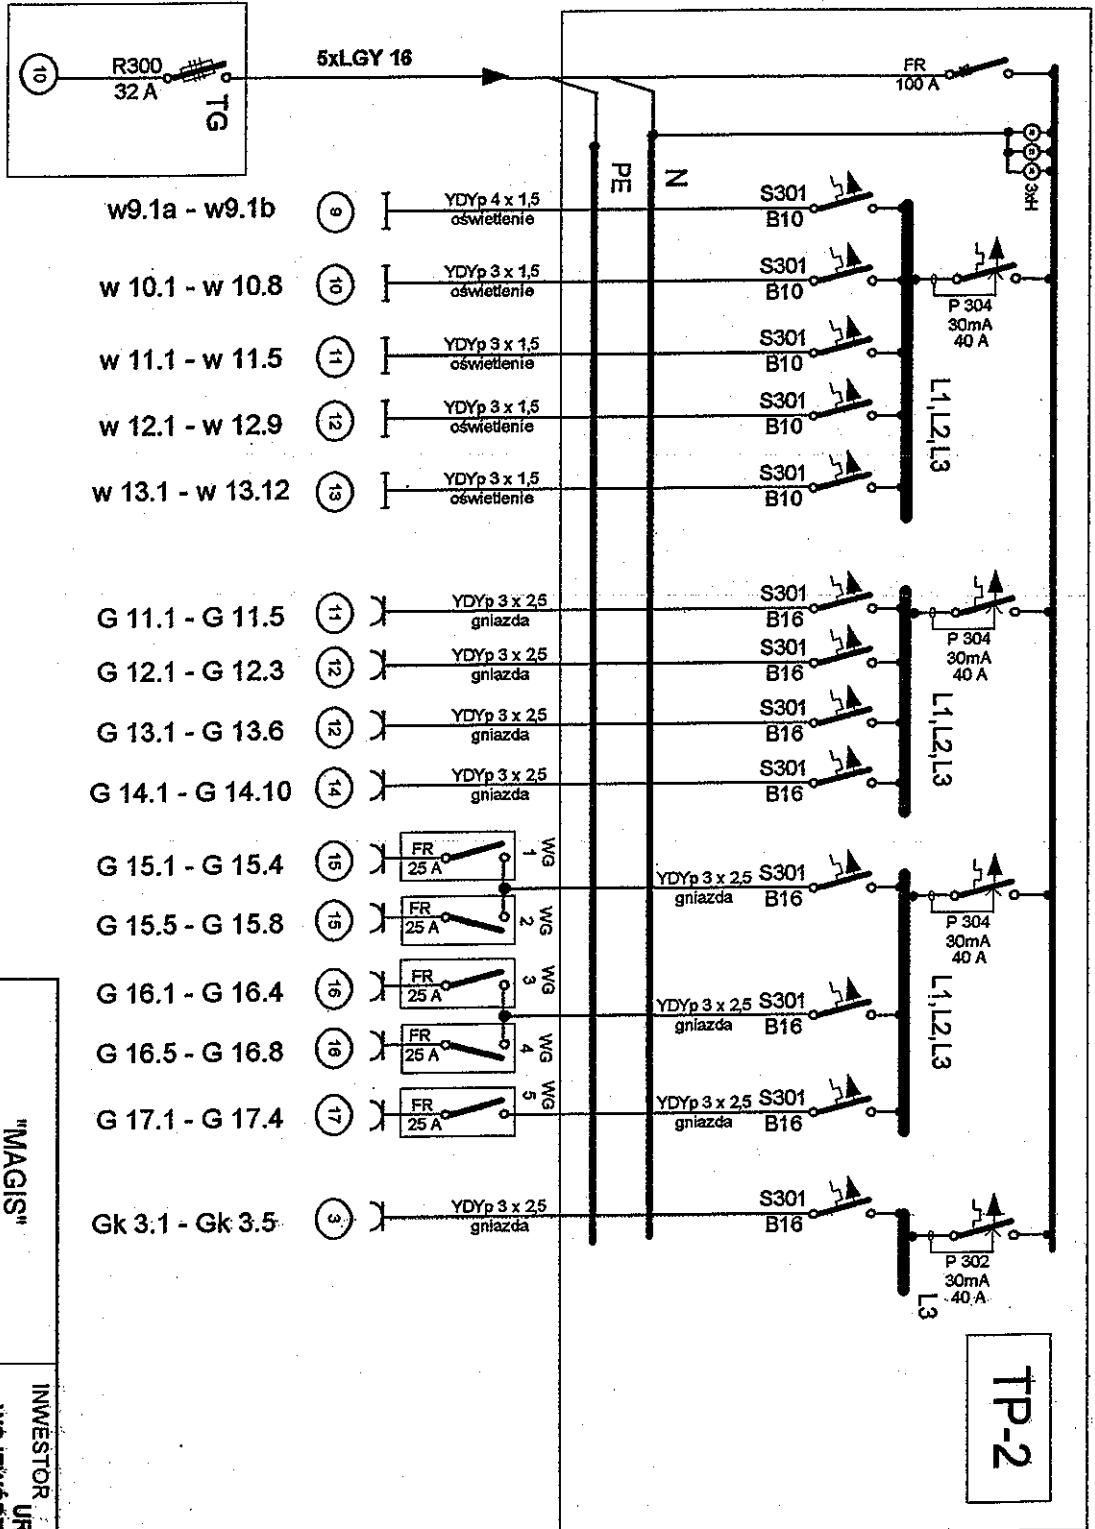 10
R300
32 A
TG
5xLGY 16
FR
100 A
3xH
PE
N
w9.1a - w9.1b
9
YDYp 4 x 1,5
oświetlenie
S301
B10
w 10.1 - w 10.8
10
YDYp 3 x 1,5
oświetlenie
S301
B10
P 304
30mA
40 A
w 11.1 - w 11.5
11
YDYp 3 x 1,5
oświetlenie
S301
B10
w 12.1 - w 12.9
12
YDYp 3 x 1,5
oświetlenie
S301
B10
L1,L2,L3
w 13.1 - w 13.12
13
YDYp 3 x 1,5
oświetlenie
S301
B10
G 11.1 - G 11.5
11
YDYp 3 x 2,5
gniazda
S301
B16
P 304
30mA
40 A
G 12.1 - G 12.3
12
YDYp 3 x 2,5
gniazda
S301
B16
G 13.1 - G 13.6
12
YDYp 3 x 2,5
gniazda
S301
B16
L1,L2,L3
G 14.1 - G 14.10
14
YDYp 3 x 2,5
gniazda
S301
B16
G 15.1 - G 15.4
15
FR
25 A
WG
1
YDYp 3 x 2,5
gniazda
S301
B16
P 304
30mA
40 A
G 15.5 - G 15.8
15
FR
25 A
WG
2
G 16.1 - G 16.4
16
FR
25 A
WG
3
YDYp 3 x 2,5
gniazda
S301
B16
L1,L2,L3
G 16.5 - G 16.8
16
FR
25 A
WG
4
G 17.1 - G 17.4
17
FR
25 A
WG
5
YDYp 3 x 2,5
gniazda
S301
B16
Gk 3.1 - Gk 3.5
3
YDYp 3 x 2,5
gniazda
S301
B16
P 302
30mA
40 A
L3
TP-2
"MAGIS"
INWESTOR